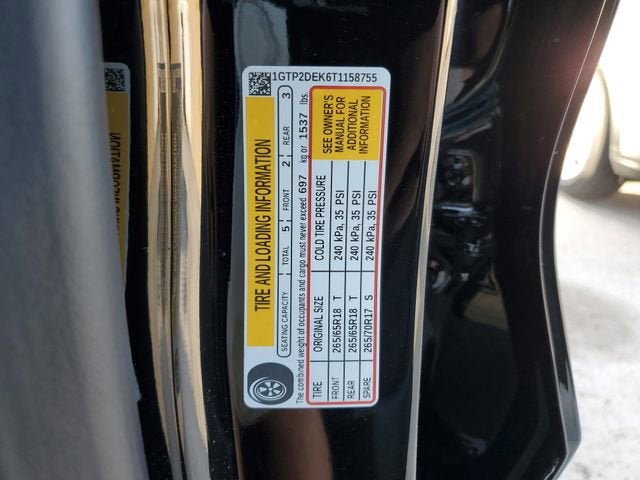 1GTP2DEK6T1158755
TIRE AND LOADING INFORMATION
SEATING CAPACITY TOTAL 5 FRONT 2 REAR 3
The combined weight of occupants and cargo must never exceed 697 kg or 1537 lbs.
TIRE ORIGINAL SIZE COLD TIRE PRESSURE
FRONT 265/65R18 T 240 kPa, 35 PSI
REAR 265/65R18 T 240 kPa, 35 PSI
SPARE 265/70R17 S 240 kPa, 35 PSI
SEE OWNER'S
MANUAL FOR
ADDITIONAL
INFORMATION